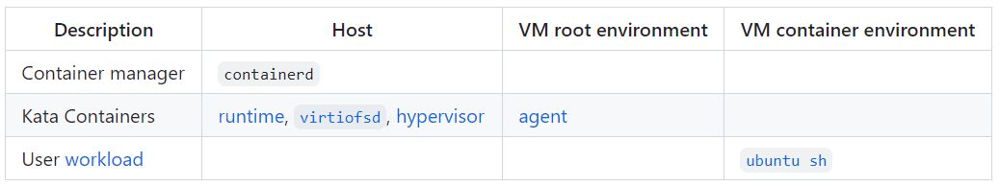 Description Host VM root environment VM container environment
Container manager containerd
Kata Containers runtime, virtiofsd, hypervisor agent
User workload ubuntu sh